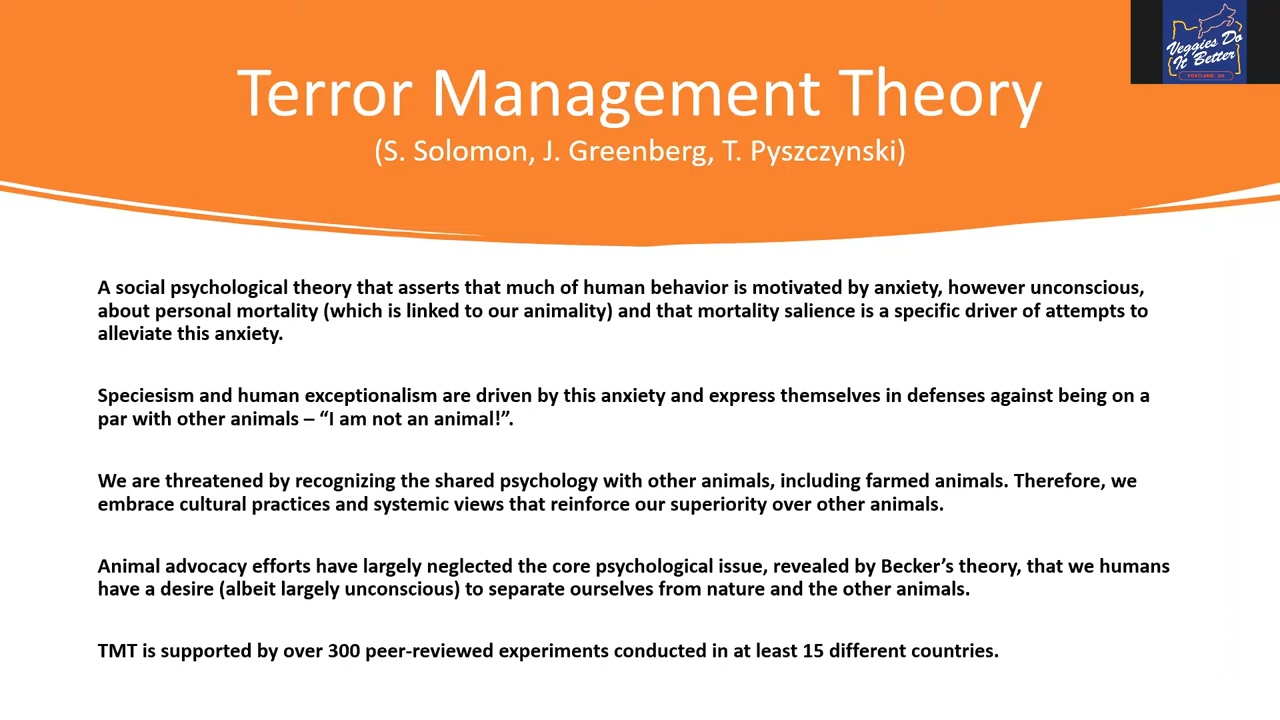 Veggies Do
It Better
PORTLAND, OR
Terror Management Theory
(S. Solomon, J. Greenberg, T. Pyszczynski)
A social psychological theory that asserts that much of human behavior is motivated by anxiety, however unconscious,
about personal mortality (which is linked to our animality) and that mortality salience is a specific driver of attempts to
alleviate this anxiety.
Speciesism and human exceptionalism are driven by this anxiety and express themselves in defenses against being on a
par with other animals – “I am not an animal!”.
We are threatened by recognizing the shared psychology with other animals, including farmed animals. Therefore, we
embrace cultural practices and systemic views that reinforce our superiority over other animals.
Animal advocacy efforts have largely neglected the core psychological issue, revealed by Becker’s theory, that we humans
have a desire (albeit largely unconscious) to separate ourselves from nature and the other animals.
TMT is supported by over 300 peer-reviewed experiments conducted in at least 15 different countries.